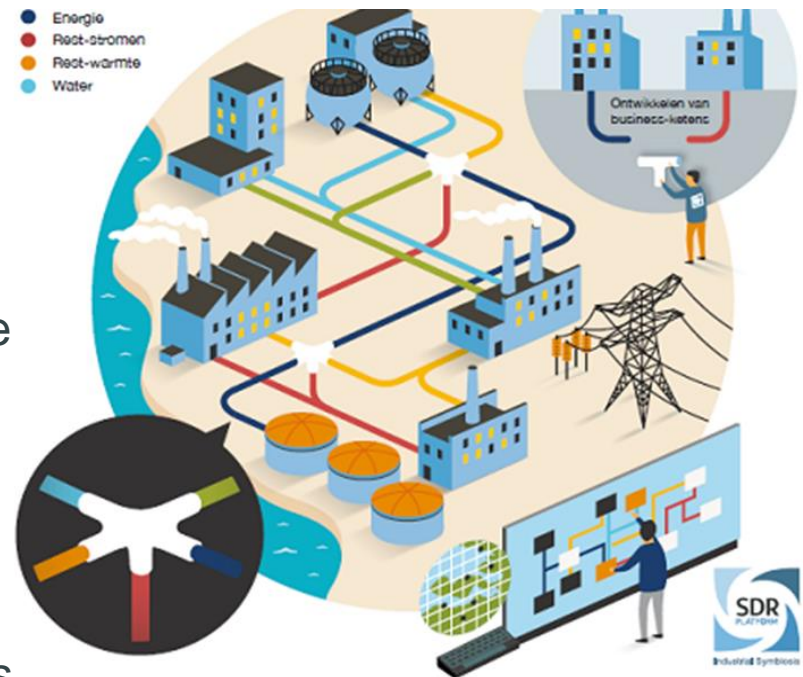 Energie
Rest-stromen
Rest-warmte
Water
Ontwikkelen van
business-ketens
e
s
SDR
PLATFORM
Industrial Symbiosis